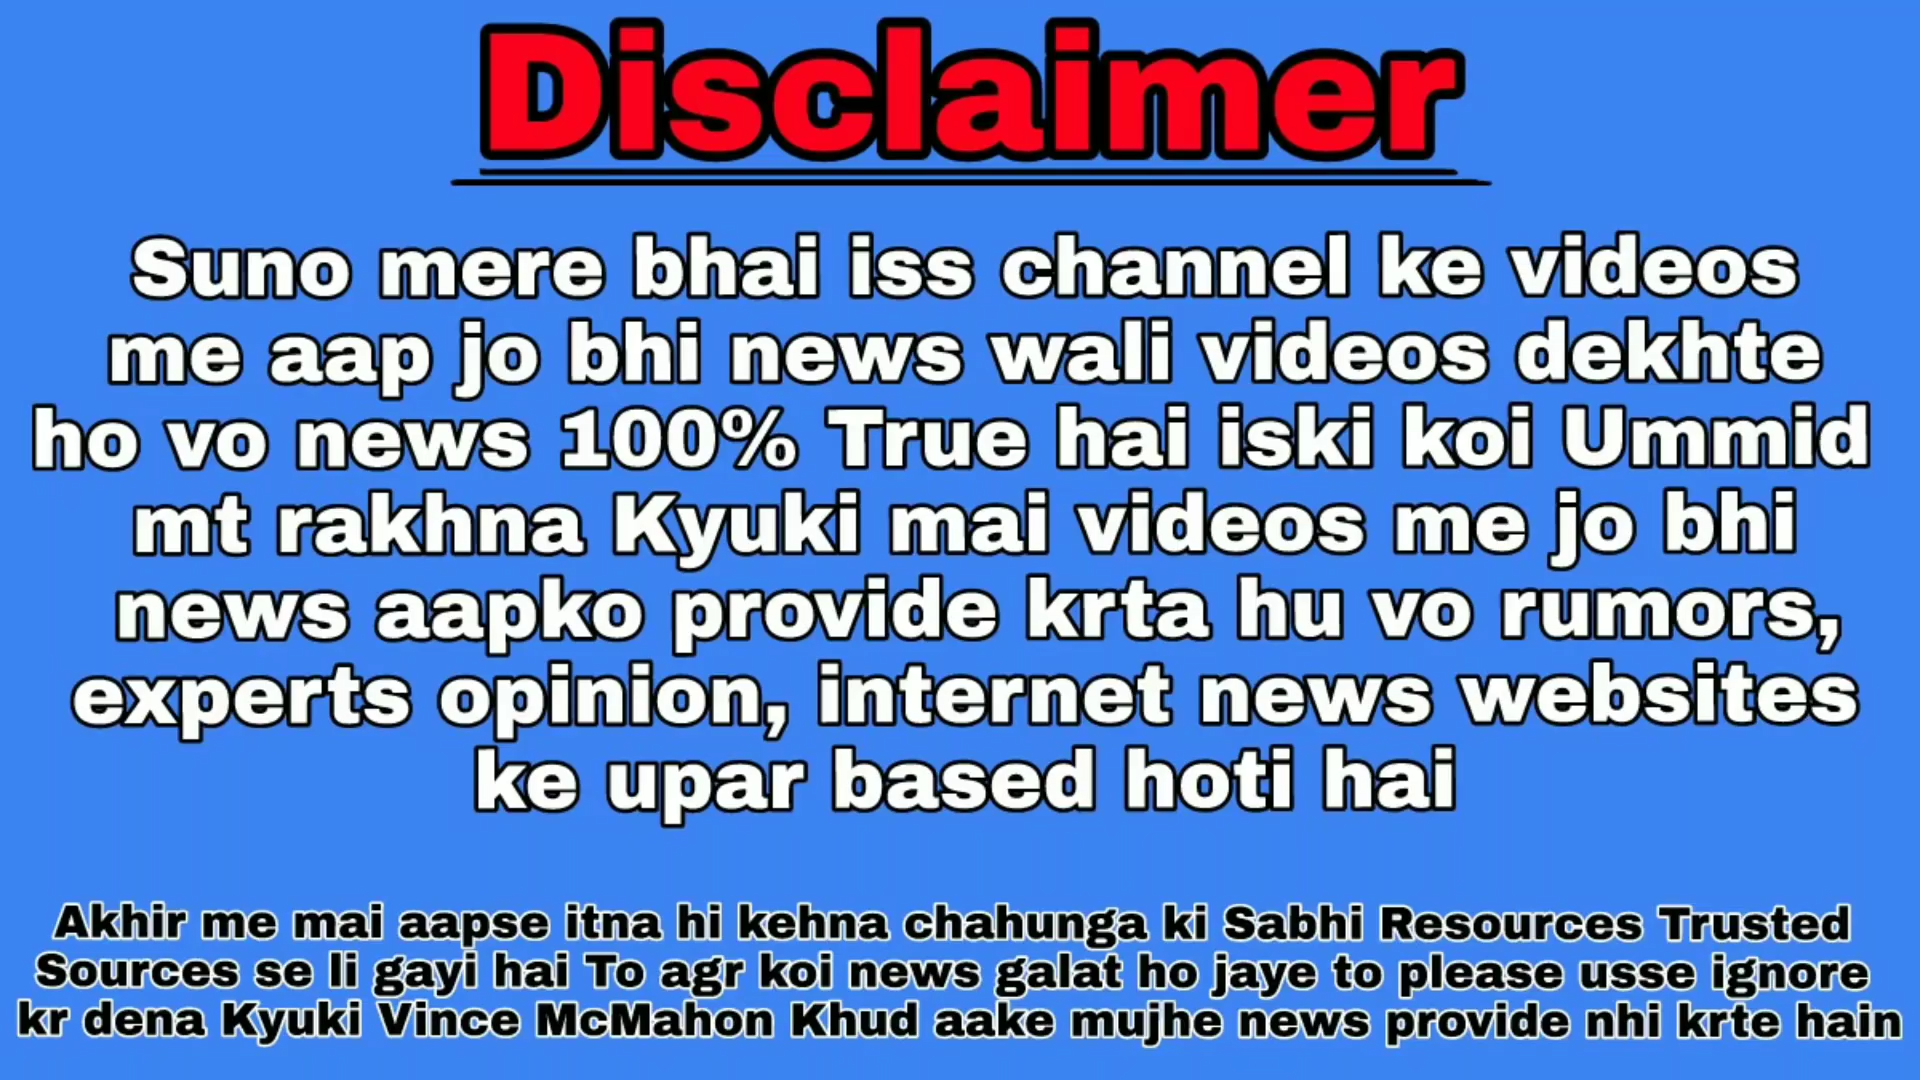 Disclaimer
Suno mere bhai iss channel ke videos
me aap jo bhi news wali videos dekhte
ho vo news 100% True hai iski koi Ummid
mt rakhna Kyuki mai videos me jo bhi
news aapko provide krta hu vo rumors,
experts opinion, internet news websites
ke upar based hoti hai
Akhir me mai aapse itna hi kehna chahunga ki Sabhi Resources Trusted
Sources se li gayi hai To agr koi news galat ho jaye to please usse ignore
kr dena Kyuki Vince McMahon Khud aake mujhe news provide nhi krte hain